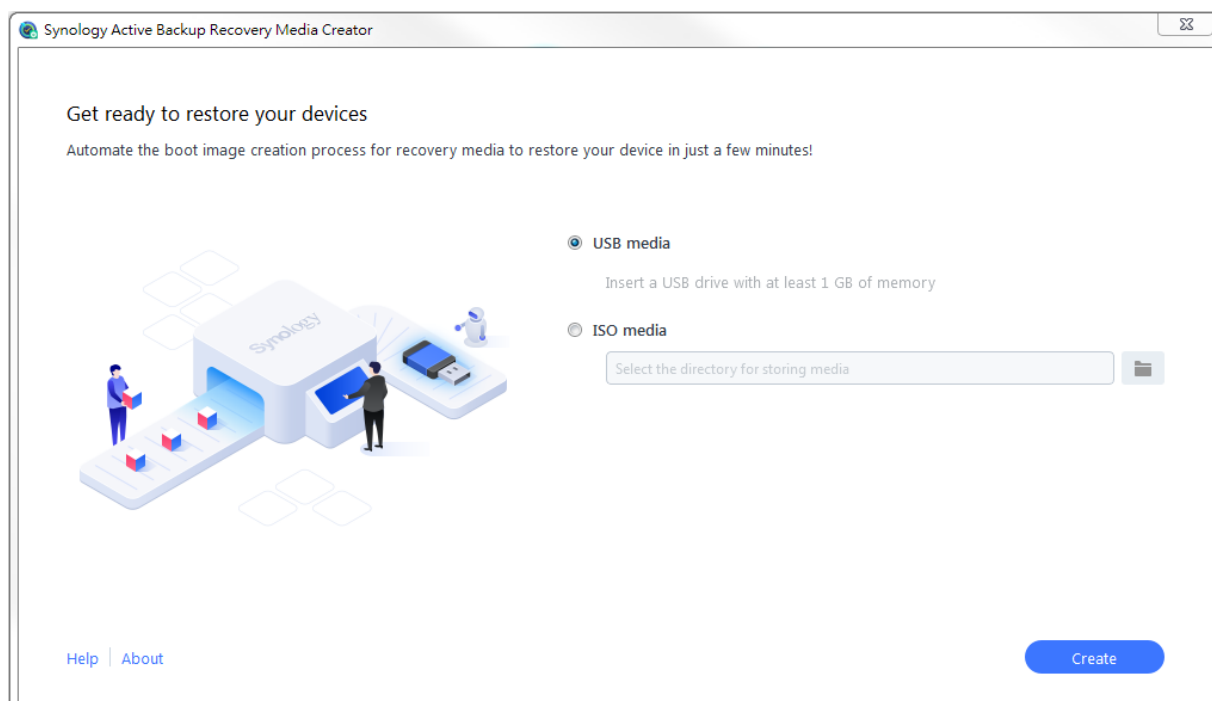 Synology Active Backup Recovery Media Creator
Get ready to restore your devices
Automate the boot image creation process for recovery media to restore your device in just a few minutes!
Synology
USB media
Insert a USB drive with at least 1 GB of memory
ISO media
Select the directory for storing media
Help
About
Create